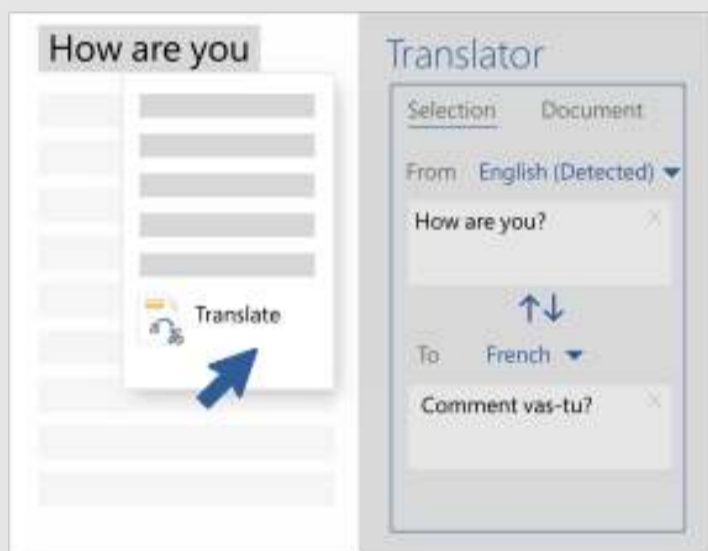 How are you
Translate
Translator
Selection Document
From English (Detected)
How are you?
To French
Comment vas-tu?